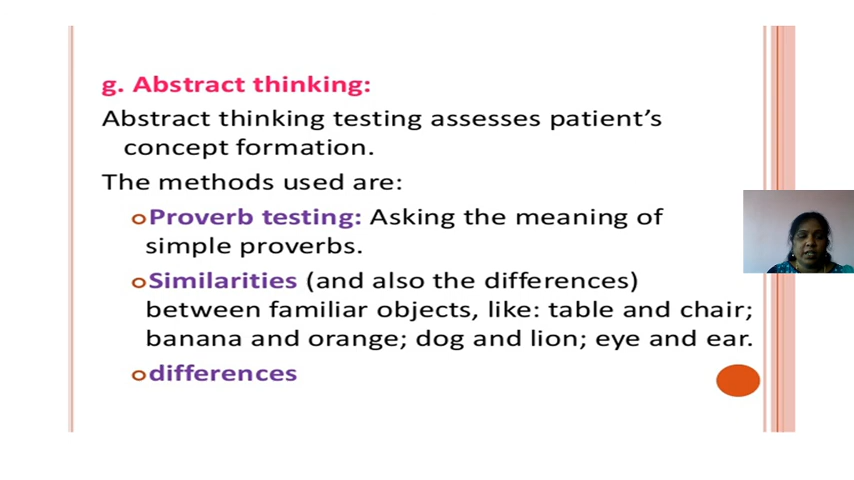 g. Abstract thinking:
Abstract thinking testing assesses patient’s
concept formation.
The methods used are:
Proverb testing: Asking the meaning of
simple proverbs.
Similarities (and also the differences)
between familiar objects, like: table and chair;
banana and orange; dog and lion; eye and ear.
differences